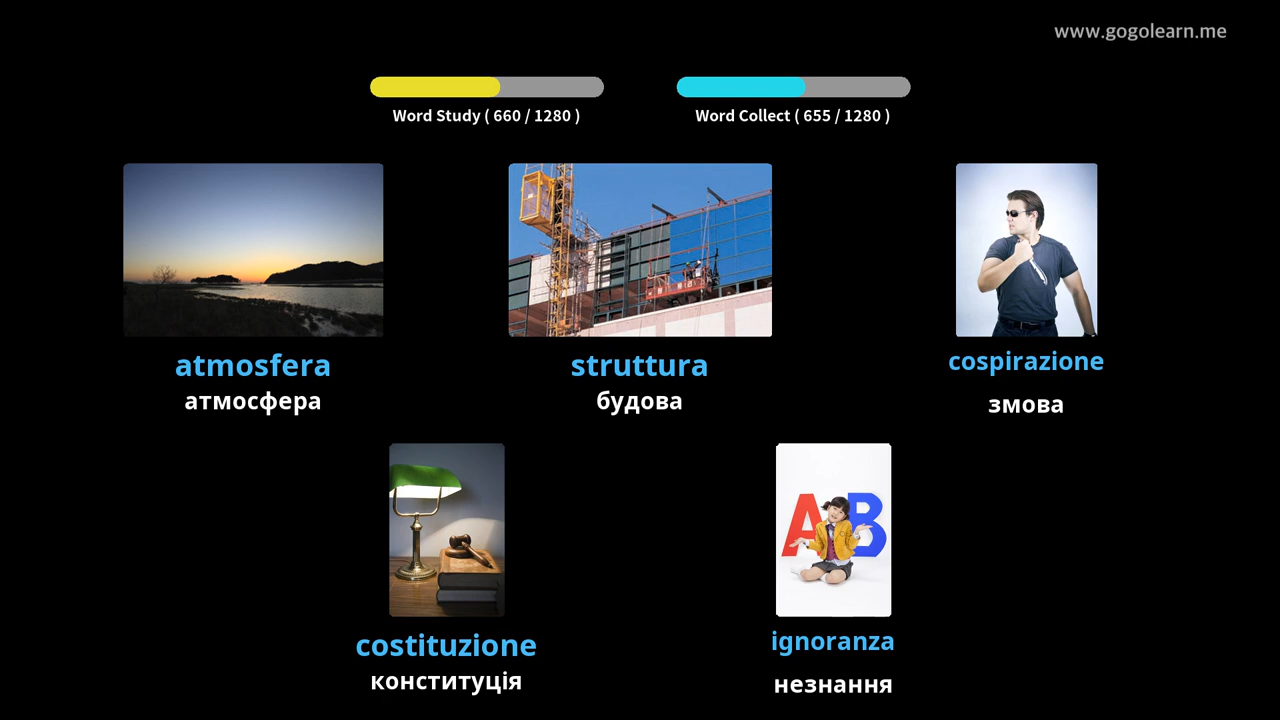 www.gogolearn.me
Word Study ( 660 / 1280 )
Word Collect ( 655 / 1280 )
atmosfera
атмосфера
struttura
будова
cospirazione
змова
A B
costituzione
конституція
ignoranza
незнання